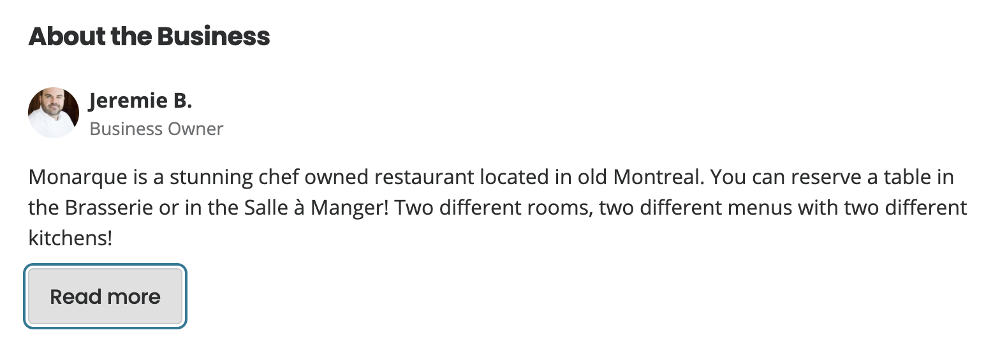 About the Business
Jeremie B.
Business Owner
Monarque is a stunning chef owned restaurant located in old Montreal. You can reserve a table in
the Brasserie or in the Salle à Manger! Two different rooms, two different menus with two different
kitchens!
Read more